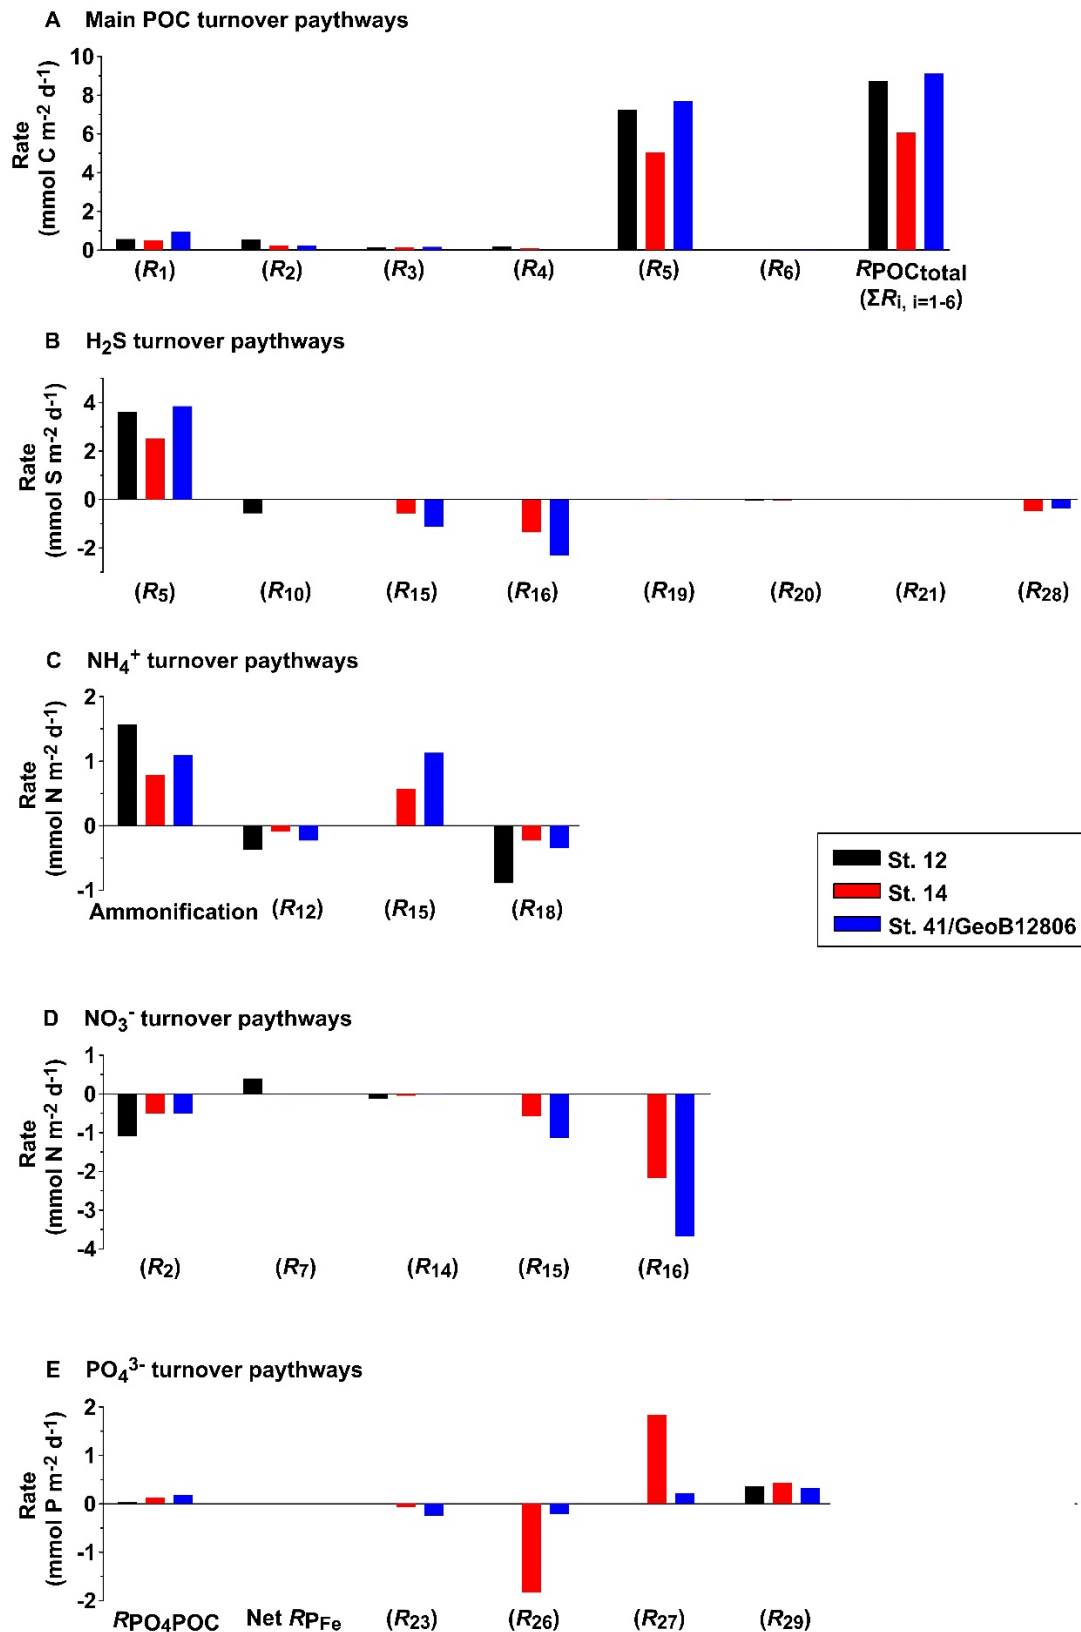 A Main POC turnover paythways
Rate
(mmol C m-2 d-1)
10
8
6
4
2
0
(R1) (R2) (R3) (R4) (R5) (R6) RPOCtotal
(ΣRi, i=1-6)
B H2S turnover paythways
Rate
(mmol S m-2 d-1)
4
2
0
-2
(R5) (R10) (R15) (R16) (R19) (R20) (R21) (R28)
C NH4+ turnover paythways
Rate
(mmol N m-2 d-1)
2
1
0
-1
Ammonification (R12) (R15) (R18)
St. 12
St. 14
St. 41/GeoB12806
D NO3- turnover paythways
Rate
(mmol N m-2 d-1)
1
0
-1
-2
-3
-4
(R2) (R7) (R14) (R15) (R16)
E PO43- turnover paythways
Rate
(mmol P m-2 d-1)
2
1
0
-1
-2
RPO4POC Net RPFe (R23) (R26) (R27) (R29)